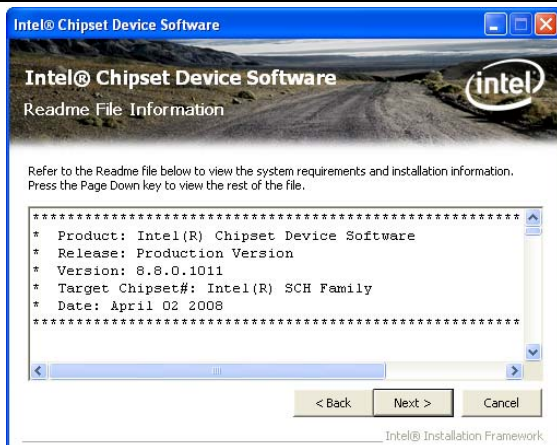 Intel® Chipset Device Software
Intel® Chipset Device Software
intel
Readme File Information
Refer to the Readme file below to view the system requirements and installation information.
Press the Page Down key to view the rest of the file.
********************************************************
*  Product: Intel(R) Chipset Device Software
*  Release: Production Version
*  Version: 8.8.0.1011
*  Target Chipset#: Intel(R) SCH Family
*  Date: April 02 2008
********************************************************
< Back
Next >
Cancel
Intel® Installation Framework